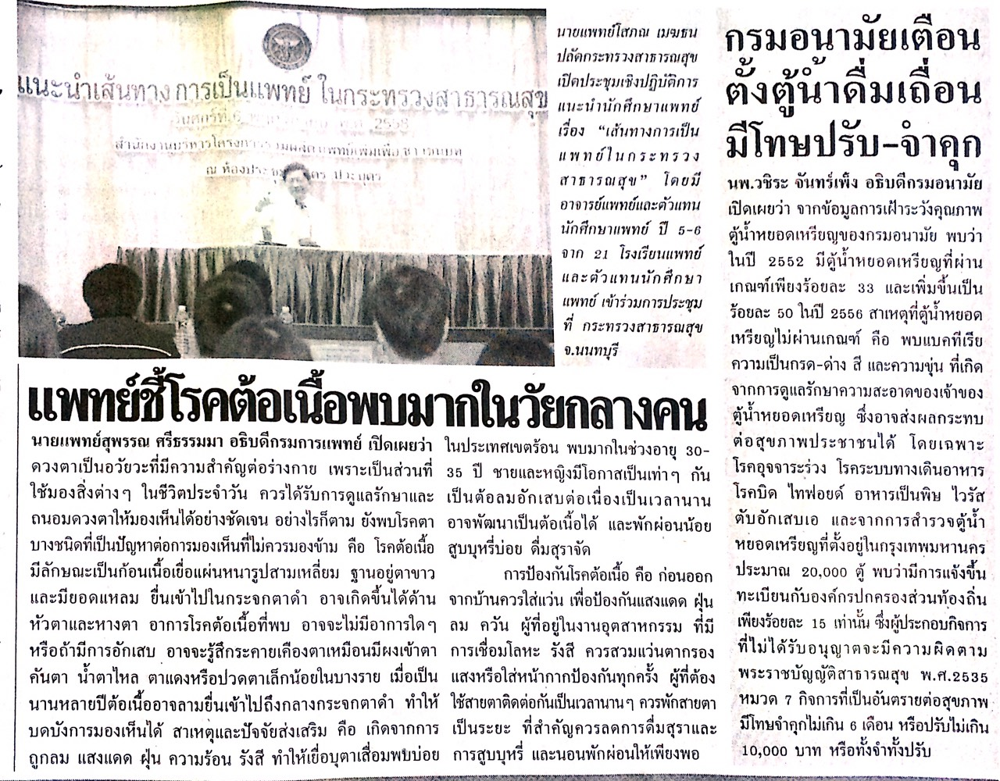 แนะนำเส้นทาง การเป็นแพทย์ ในกระทรวงสาธารณสุข
ณ ห้องประชุม
นายแพทย์โสภณ เมฆธน
ปลัดกระทรวงสาธารณสุข
เปิดประชุมเชิงปฏิบัติการ
แนะนำนักศึกษาแพทย์
เรื่อง “เส้นทางการเป็น
แพทย์ในกระทรวง
สาธารณสุข” โดยมี
อาจารย์แพทย์และตัวแทน
นักศึกษาแพทย์ ปี 5-6
จาก 21 โรงเรียนแพทย์
และตัวแทนนักศึกษา
แพทย์ เข้าร่วมการประชุม
ที่ กระทรวงสาธารณสุข
จ.นนทบุรี
แพทย์ชี้โรคต้อเนื้อพบมากในวัยกลางคน
นายแพทย์สุพรรณ ศรีธรรมมา อธิบดีกรมการแพทย์ เปิดเผยว่า
ดวงตาเป็นอวัยวะที่มีความสำคัญต่อร่างกาย เพราะเป็นส่วนที่
ใช้มองสิ่งต่างๆ ในชีวิตประจำวัน ควรได้รับการดูแลรักษาและ
ถนอมดวงตาให้มองเห็นได้อย่างชัดเจน อย่างไรก็ตาม ยังพบโรคตา
บางชนิดที่เป็นปัญหาต่อการมองเห็นที่ไม่ควรมองข้าม คือ โรคต้อเนื้อ
มีลักษณะเป็นก้อนเนื้อเยื่อแผ่นหนารูปสามเหลี่ยม ฐานอยู่ตาขาว
และมียอดแหลม ยื่นเข้าไปในกระจกตาดำ อาจเกิดขึ้นได้ด้าน
หัวตาและหางตา อาการโรคต้อเนื้อที่พบ อาจจะไม่มีอาการใดๆ
หรือถ้ามีการอักเสบ อาจจะรู้สึกระคายเคืองตาเหมือนมีผงเข้าตา
คันตา น้ำตาไหล ตาแดงหรือปวดตาเล็กน้อยในบางราย เมื่อเป็น
นานหลายปีต้อเนื้ออาจลามยื่นเข้าไปถึงกลางกระจกตาดำ ทำให้
บดบังการมองเห็นได้ สาเหตุและปัจจัยส่งเสริม คือ เกิดจากการ
ถูกลม แสงแดด ฝุ่น ความร้อน รังสี ทำให้เยื่อบุตาเสื่อมพบบ่อย
ในประเทศเขตร้อน พบมากในช่วงอายุ 30-
35 ปี ชายและหญิงมีโอกาสเป็นเท่าๆ กัน
เป็นต้อลมอักเสบต่อเนื่องเป็นเวลานาน
อาจพัฒนาเป็นต้อเนื้อได้ และพักผ่อนน้อย
สูบบุหรี่บ่อย ดื่มสุราจัด
การป้องกันโรคต้อเนื้อ คือ ก่อนออก
จากบ้านควรใส่แว่น เพื่อป้องกันแสงแดด ฝุ่น
ลม ควัน ผู้ที่อยู่ในงานอุตสาหกรรม ที่มี
การเชื่อมโลหะ รังสี ควรสวมแว่นตากรอง
แสงหรือใส่หน้ากากป้องกันทุกครั้ง ผู้ที่ต้อง
ใช้สายตาติดต่อกันเป็นเวลานานๆ ควรพักสายตา
เป็นระยะ ที่สำคัญควรลดการดื่มสุราและ
การสูบบุหรี่ และนอนพักผ่อนให้เพียงพอ
กรมอนามัยเตือน
ตั้งตู้น้ำดื่มเถื่อน
มีโทษปรับ-จำคุก
นพ.วชิระ จันทร์เพ็ง อธิบดีกรมอนามัย
เปิดเผยว่า จากข้อมูลการเฝ้าระวังคุณภาพ
ตู้น้ำหยอดเหรียญของกรมอนามัย พบว่า
ในปี 2552 มีตู้น้ำหยอดเหรียญที่ผ่าน
เกณฑ์เพียงร้อยละ 33 และเพิ่มขึ้นเป็น
ร้อยละ 50 ในปี 2556 สาเหตุที่ตู้น้ำหยอด
เหรียญไม่ผ่านเกณฑ์ คือ พบแบคทีเรีย
ความเป็นกรด-ด่าง สี และความขุ่น ที่เกิด
จากการดูแลรักษาความสะอาดของเจ้าของ
ตู้น้ำหยอดเหรียญ ซึ่งอาจส่งผลกระทบ
ต่อสุขภาพประชาชนได้ โดยเฉพาะ
โรคอุจจาระร่วง โรคระบบทางเดินอาหาร
โรคบิด ไทฟอยด์ อาหารเป็นพิษ ไวรัส
ตับอักเสบเอ และจากการสำรวจตู้น้ำ
หยอดเหรียญที่ตั้งอยู่ในกรุงเทพมหานคร
ประมาณ 20,000 ตู้ พบว่ามีการแจ้งขึ้น
ทะเบียนกับองค์กรปกครองส่วนท้องถิ่น
เพียงร้อยละ 15 เท่านั้น ซึ่งผู้ประกอบกิจการ
ที่ไม่ได้รับอนุญาตจะมีความผิดตาม
พระราชบัญญัติสาธารณสุข พ.ศ.2535
หมวด 7 กิจการที่เป็นอันตรายต่อสุขภาพ
มีโทษจำคุกไม่เกิน 6 เดือน หรือปรับไม่เกิน
10,000 บาท หรือทั้งจำทั้งปรับ